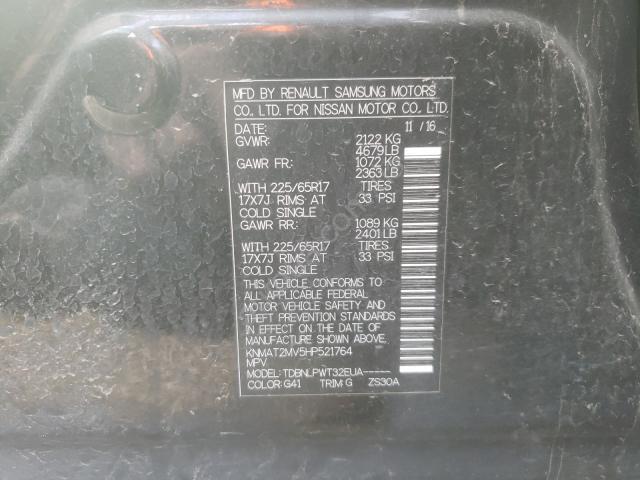 MFD BY RENAULT SAMSUNG MOTORS
CO., LTD. FOR NISSAN MOTOR CO., LTD.
DATE: 11 / 16
GVWR: 2122 KG
4679 LB
GAWR FR: 1072 KG
2363 LB
WITH 225/65R17 TIRES
17X7J RIMS AT 33 PSI
COLD SINGLE
GAWR RR: 1089 KG
2401 LB
WITH 225/65R17 TIRES
17X7J RIMS AT 33 PSI
COLD SINGLE
THIS VEHICLE CONFORMS TO
ALL APPLICABLE FEDERAL
MOTOR VEHICLE SAFETY AND
THEFT PREVENTION STANDARDS
IN EFFECT ON THE DATE OF
MANUFACTURE SHOWN ABOVE.
KNMAT2MV5HP521764
MPV
MODEL: TDBNLPWT32EUA-----
COLOR: G41 TRIM: G ZS30A